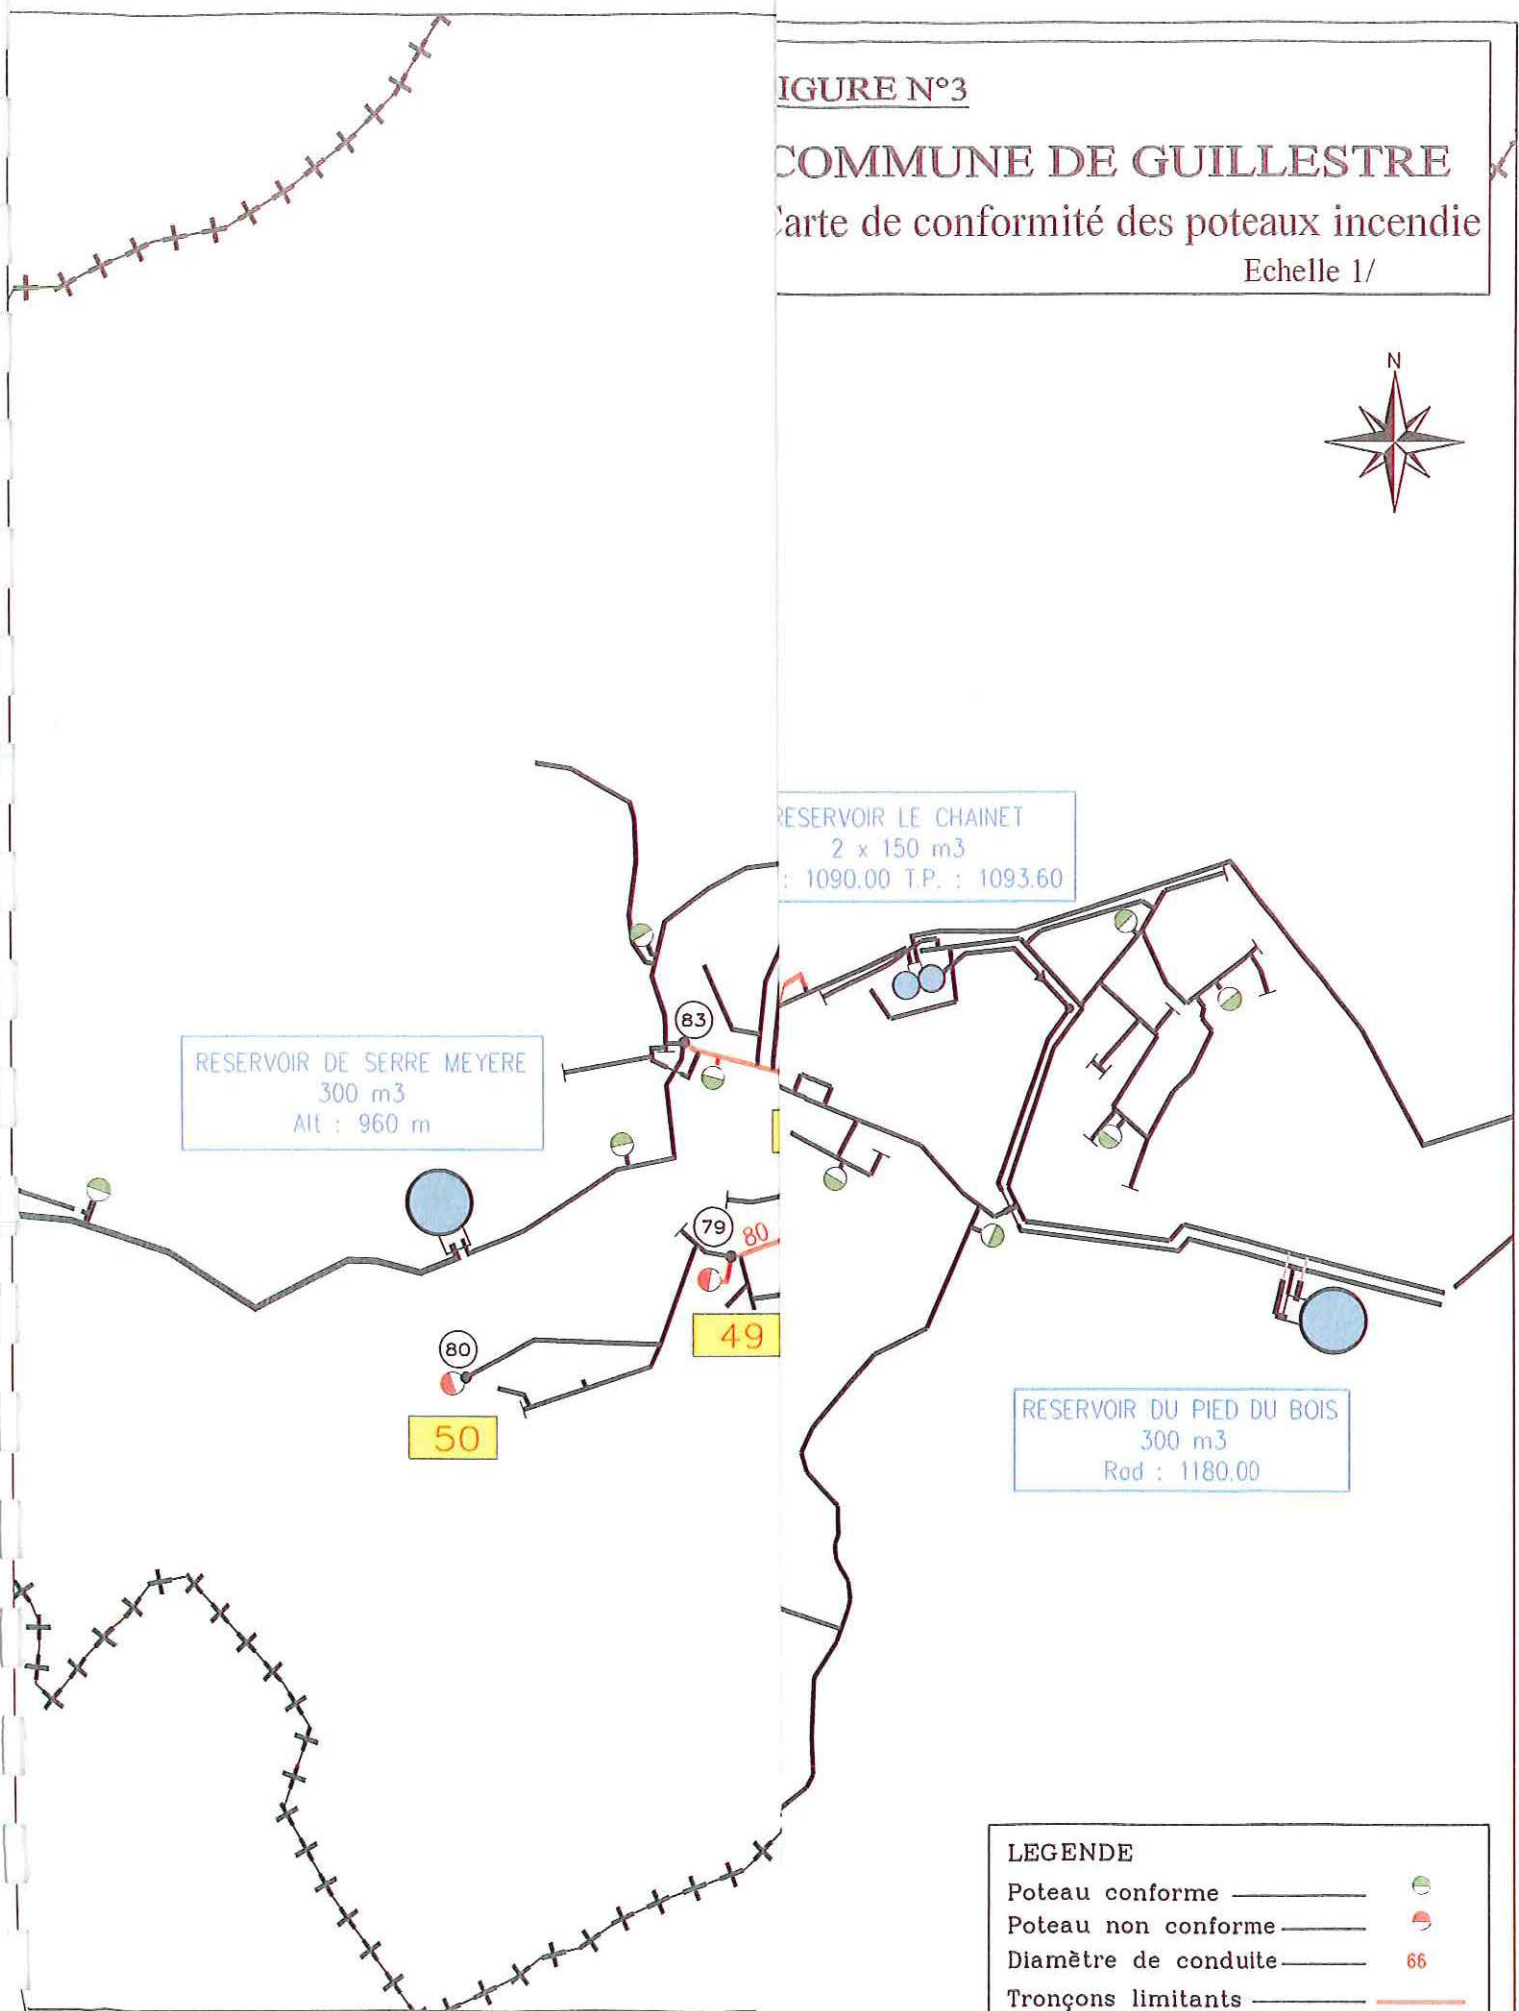 IGURE N°3
COMMUNE DE GUILLESTRE
arte de conformité des poteaux incendie
Echelle 1/
N
RESERVOIR LE CHAINET
2 x 150 m3
: 1090.00 T.P. : 1093.60
83
RESERVOIR DE SERRE MEYERE
300 m3
Alt : 960 m
79
80
49
80
50
RESERVOIR DU PIED DU BOIS
300 m3
Rad : 1180.00
LEGENDE
Poteau conforme
Poteau non conforme
Diamètre de conduite 66
Tronçons limitants